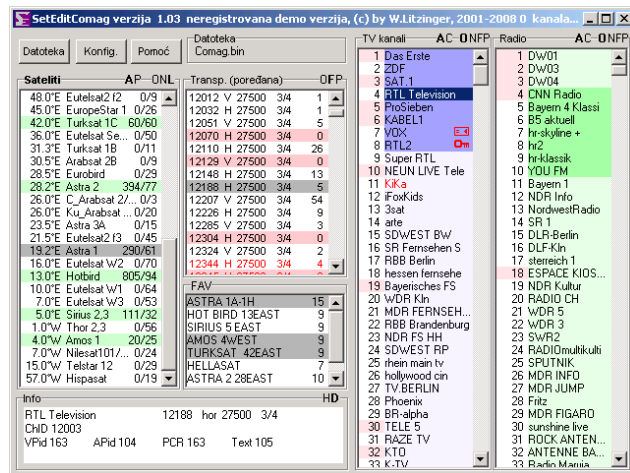 SetEditComag verzija 1.03 neregistrovana demo verzija, (c) by W.Litzinger, 2001-2008 0 kanala...
Datoteka Konfig. Pomoć
Datoteka
Comag.bin
Sateliti AP ONL
48.0°E Eutelsat2 f2 0/9
45.0°E EuropeStar 1 0/26
42.0°E Turksat 1C 60/60
36.0°E Eutelsat Se... 0/50
31.3°E Turksat 1B 0/11
30.5°E Arabsat 2B 0/9
28.5°E Eurobird 0/29
28.2°E Astra 2 394/77
26.0°E C_Arabsat 2/... 0/3
26.0°E Ku_Arabsat ... 0/20
23.5°E Astra 3A 0/15
21.5°E Eutelsat2 f3 0/45
19.2°E Astra 1 290/61
16.0°E Eutelsat W2 0/70
13.0°E Hotbird 805/94
10.0°E Eutelsat W1 0/64
7.0°E Eutelsat W3 0/53
5.0°E Sirius 2,3 111/32
1.0°W Thor 2,3 0/56
4.0°W Amos 1 20/25
7.0°W Nilesat101/... 0/24
15.0°W Telstar 12 0/29
57.0°W Hispasat 0/19
Transp. (poređana) OFP
12012 V 27500 3/4 1
12032 H 27500 3/4 1
12051 V 27500 3/4 5
12070 H 27500 3/4 0
12110 H 27500 3/4 26
12129 V 27500 3/4 0
12148 H 27500 3/4 13
12188 H 27500 3/4 5
12207 V 27500 3/4 54
12226 H 27500 3/4 9
12285 V 27500 3/4 3
12304 H 27500 3/4 0
12324 V 27500 3/4 2
12344 H 27500 3/4 4
FAV
ASTRA 1A-1H 15
HOT BIRD 13EAST 9
SIRIUS 5 EAST 9
AMOS 4WEST 9
TURKSAT 42EAST 9
HELLASAT 7
ASTRA 2 28EAST 10
TV kanali AC ONFP
1 Das Erste
2 ZDF
3 SAT.1
4 RTL Television
5 ProSieben
6 KABEL1
7 VOX
8 RTL2
9 Super RTL
10 NEUN LIVE Tele
11 KiKa
12 iFoxKids
13 3sat
14 arte
15 SDWEST BW
16 SR Fernsehen S
17 RBB Berlin
18 hessen fernsehe
19 Bayerisches FS
20 WDR Kln
21 MDR FERNSEH...
22 RBB Brandenburg
23 NDR FS HH
24 SDWEST RP
25 rhein main tv
26 hollywood cin
27 TV.BERLIN
28 Phoenix
29 BR-alpha
30 TELE 5
31 RAZE TV
32 KTO
33 K-TV
Radio AC ONFP
1 DW01
2 DW03
3 DW04
4 CNN Radio
5 Bayern 4 Klassi
6 B5 aktuell
7 hr-skyline +
8 hr2
9 hr-klassik
10 YOU FM
11 Bayern 1
12 NDR Info
13 NordwestRadio
14 SR 1
15 DLR-Berlin
16 DLF-Kln
17 sterreich 1
18 ESPACE KIOS...
19 NDR Kultur
20 RADIO CH
21 WDR 5
22 WDR 3
23 SWR2
24 RADIOmultikulti
25 SPUTNIK
26 MDR INFO
27 MDR JUMP
28 Fritz
29 MDR FIGARO
30 sunshine live
31 ROCK ANTEN...
32 ANTENNE BA...
33 Radio Maruja
Info HD
RTL Television 12188 hor 27500 3/4
ChID 12003
VPid 163 APid 104 PCR 163 Text 105